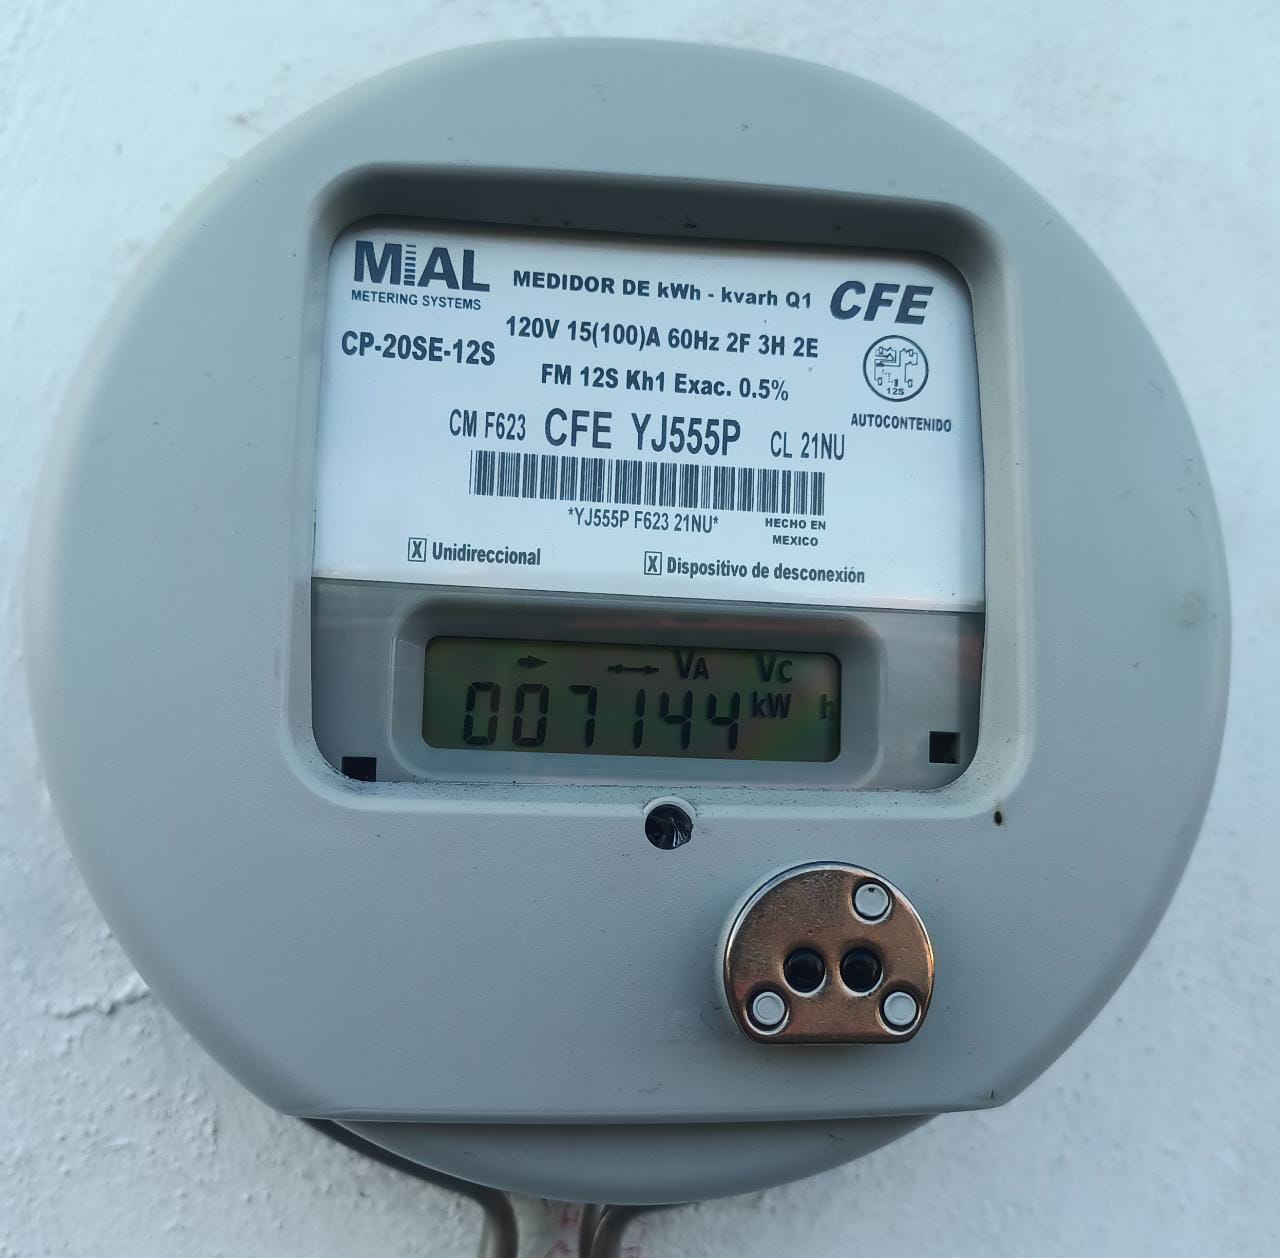 MIAL
METERING SYSTEMS
MEDIDOR DE kWh - kvarh Q1
CFE
CP-20SE-12S
120V 15(100)A 60Hz 2F 3H 2E
FM 12S Kh1 Exac. 0.5%
12S
AUTOCONTENIDO
CM F623 CFE YJ555P CL 21NU
*YJ555P F623 21NU*
HECHO EN
MEXICO
X Unidireccional
X Dispositivo de desconexión
VA VC
007144 kW h